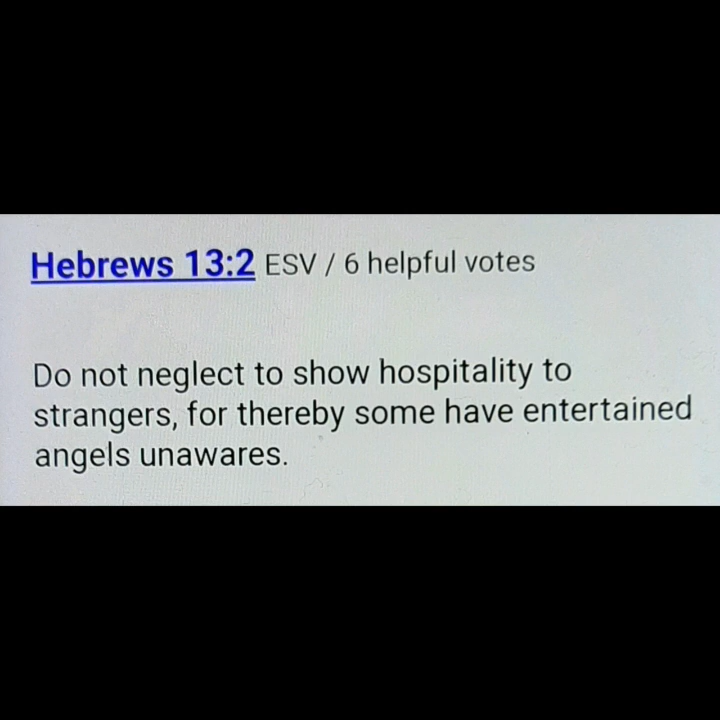 Hebrews 13:2 ESV / 6 helpful votes
Do not neglect to show hospitality to
strangers, for thereby some have entertained
angels unawares.